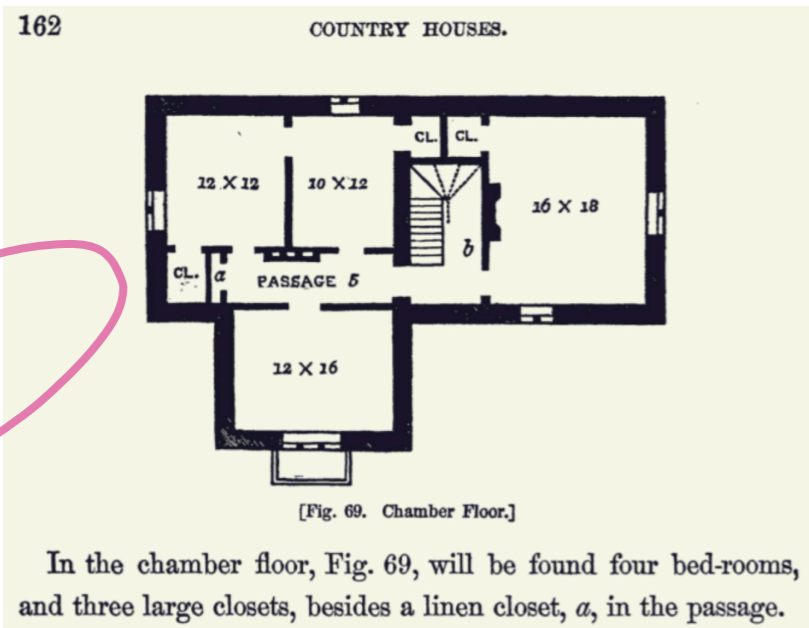 162
COUNTRY HOUSES.
CL. CL.
12 X 12
10 X 12
16 X 18
b
CL. a
PASSAGE 5
12 X 16
[Fig. 69. Chamber Floor.]
In the chamber floor, Fig. 69, will be found four bed-rooms,
and three large closets, besides a linen closet, a, in the passage.